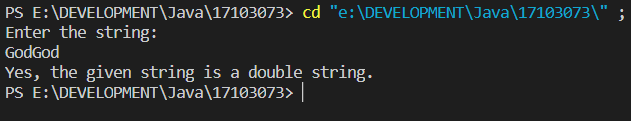 PS E:\DEVELOPMENT\Java\17103073> cd "e:\DEVELOPMENT\Java\17103073\" ;
Enter the string:
GodGod
Yes, the given string is a double string.
PS E:\DEVELOPMENT\Java\17103073>